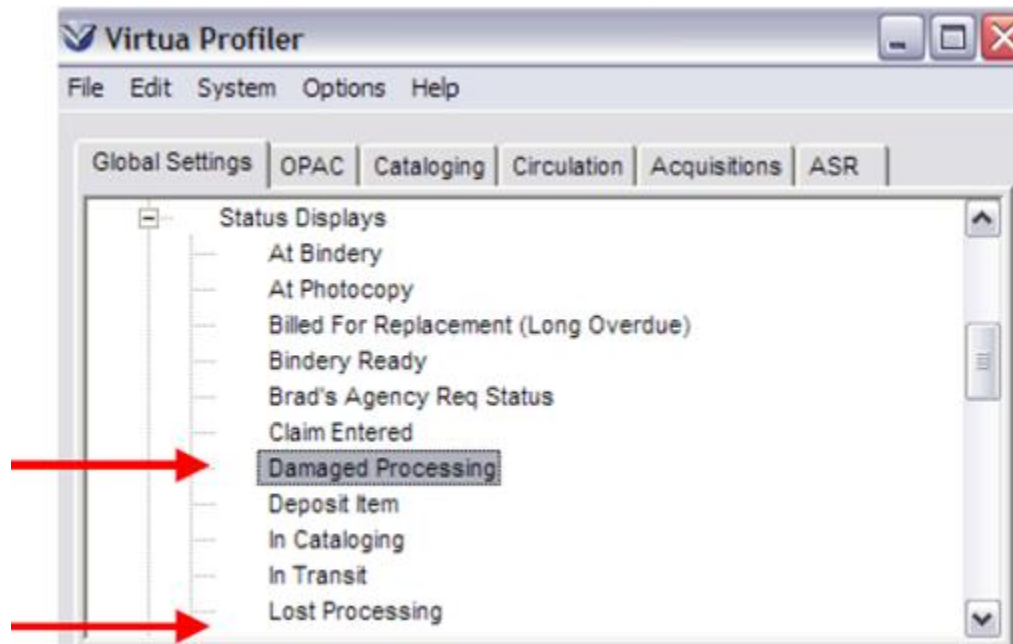 Virtua Profiler
File Edit System Options Help
Global Settings OPAC Cataloging Circulation Acquisitions ASR
Status Displays
At Bindery
At Photocopy
Billed For Replacement (Long Overdue)
Bindery Ready
Brad's Agency Req Status
Claim Entered
Damaged Processing
Deposit Item
In Cataloging
In Transit
Lost Processing